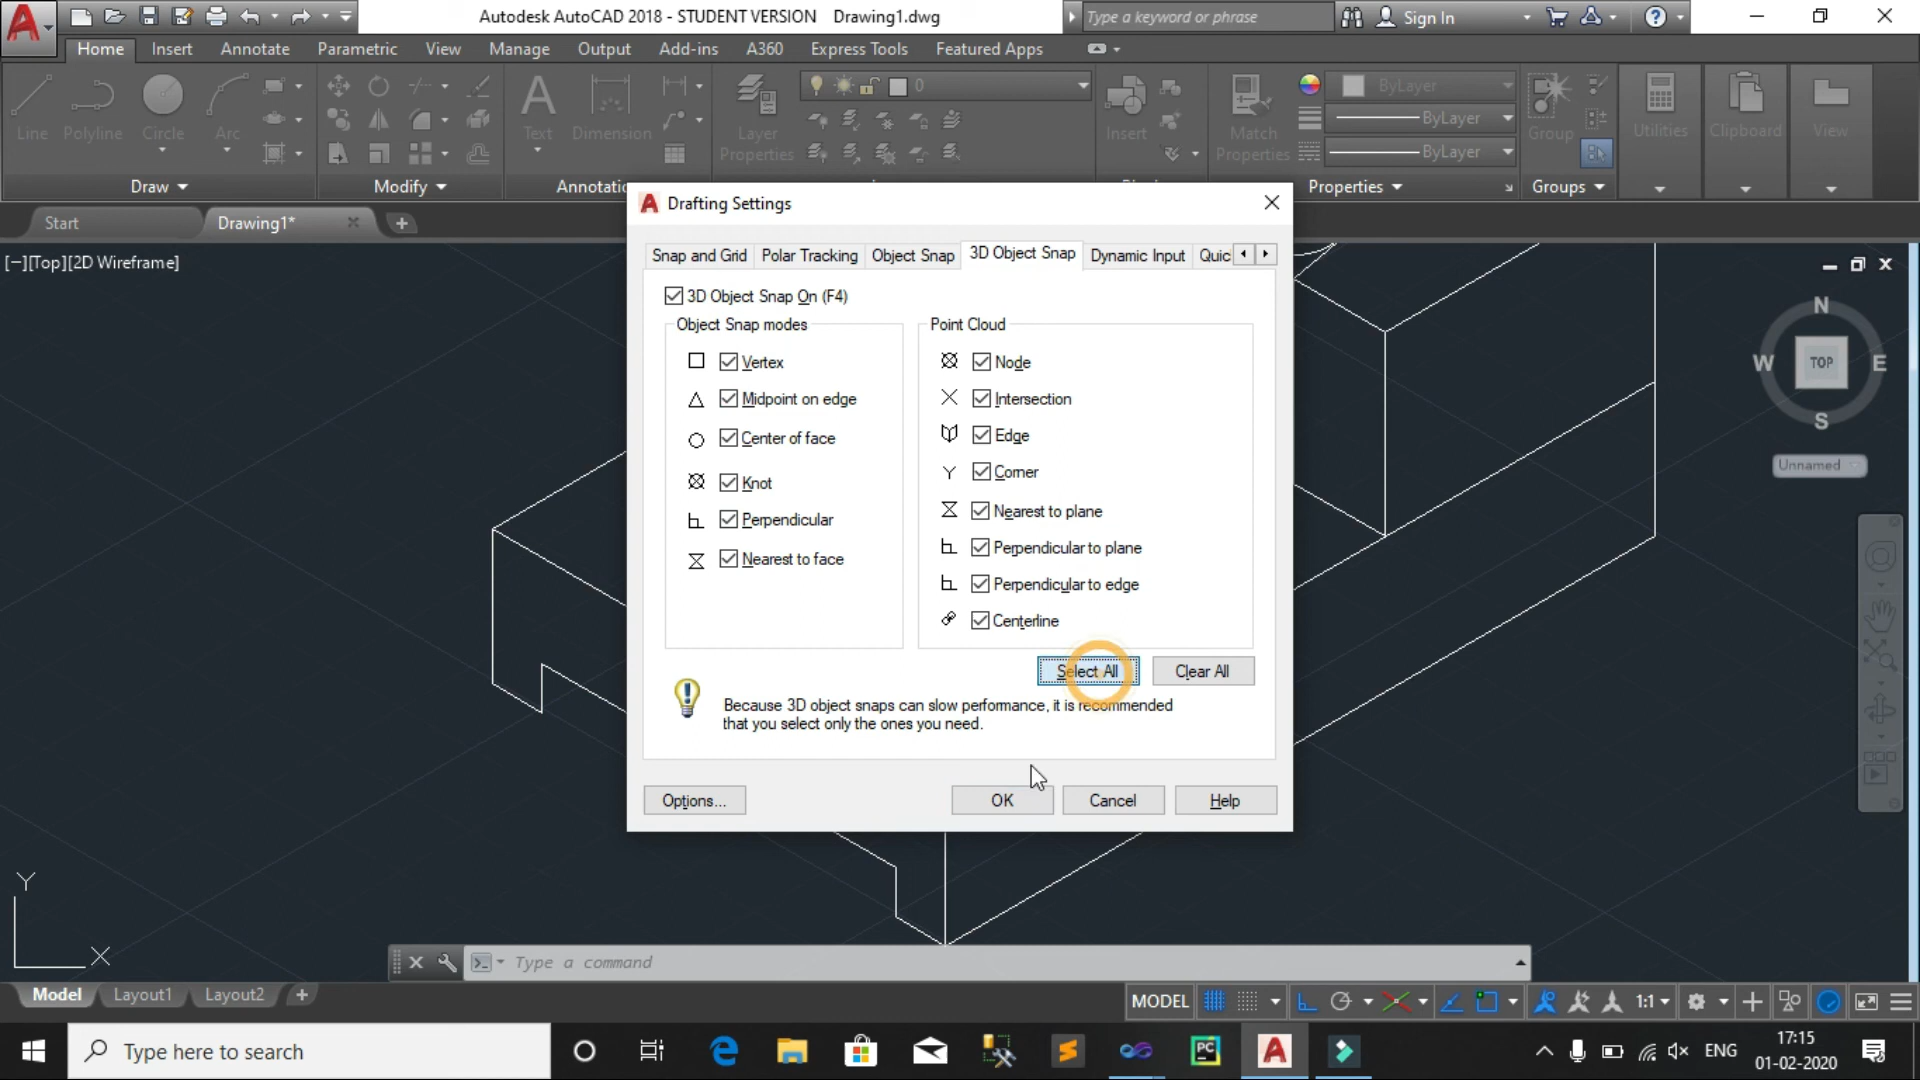 Autodesk AutoCAD 2018 - STUDENT VERSION Drawing1.dwg
Type a keyword or phrase
Sign In
Home Insert Annotate Parametric View Manage Output Add-ins A360 Express Tools Featured Apps
0
ByLayer
ByLayer
ByLayer
Line Polyline Circle Arc Text Dimension Layer Properties Insert Match Properties Group Utilities Clipboard View
Draw Modify Properties Groups
Start Drawing1*
Drafting Settings
[−][Top][2D Wireframe]
Snap and Grid Polar Tracking Object Snap 3D Object Snap Dynamic Input Quic
3D Object Snap On (F4)
Object Snap modes
Vertex
Midpoint on edge
Center of face
Knot
Perpendicular
Nearest to face
Point Cloud
Node
Intersection
Edge
Corner
Nearest to plane
Perpendicular to plane
Perpendicular to edge
Centerline
Select All Clear All
Because 3D object snaps can slow performance, it is recommended
that you select only the ones you need.
Options... OK Cancel Help
N
W TOP E
S
Unnamed
Y
X
Type a command
Model Layout1 Layout2
MODEL 1:1
Type here to search
PC
ENG
17:15
01-02-2020